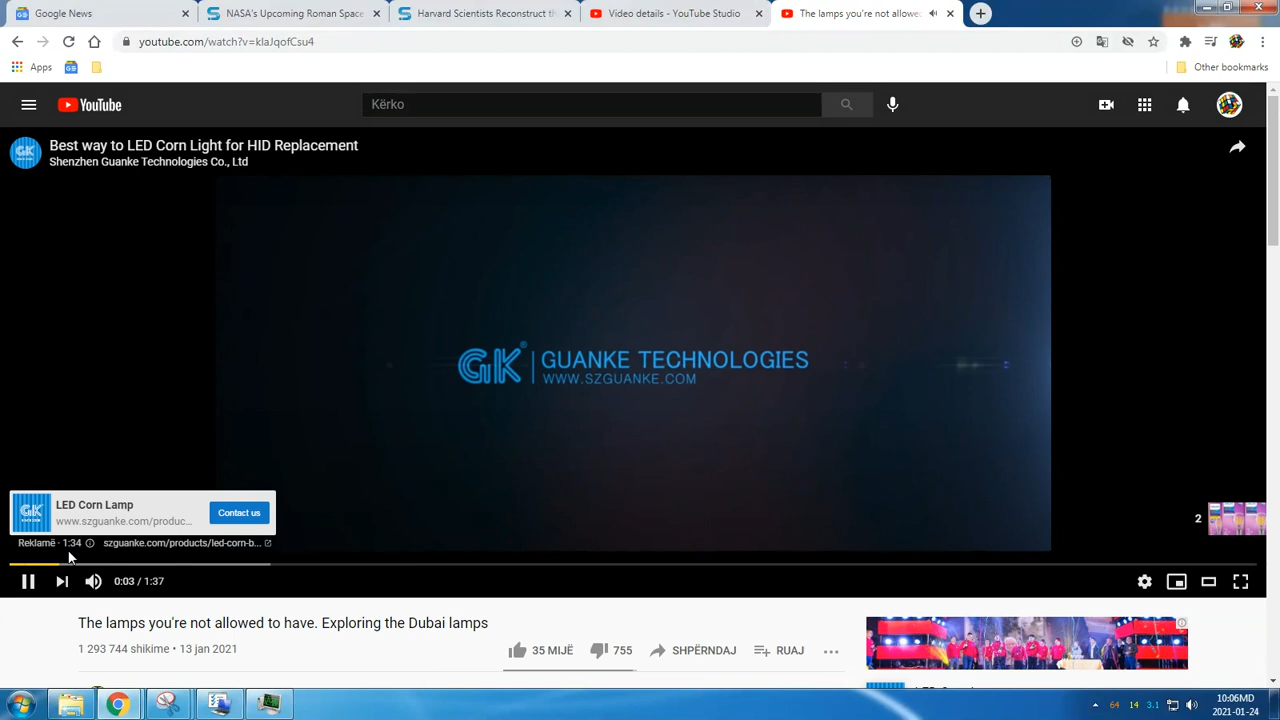 Google News
NASA's Upcoming Roman Space
Harvard Scientists Reconstruct th
Video details - YouTube Studio
The lamps you're not allowed
youtube.com/watch?v=klaJqofCsu4
Apps
Other bookmarks
YouTube
Kërko
Best way to LED Corn Light for HID Replacement
Shenzhen Guanke Technologies Co., Ltd
GK® GUANKE TECHNOLOGIES
WWW.SZGUANKE.COM
GK
LED Corn Lamp
www.szguanke.com/produc...
Contact us
2
Reklamë · 1:34
szguanke.com/products/led-corn-b...
0:03 / 1:37
The lamps you're not allowed to have. Exploring the Dubai lamps
1 293 744 shikime • 13 jan 2021
35 MIJË
755
SHPËRNDAJ
RUAJ
64
14
3.1
10:06MD
2021-01-24